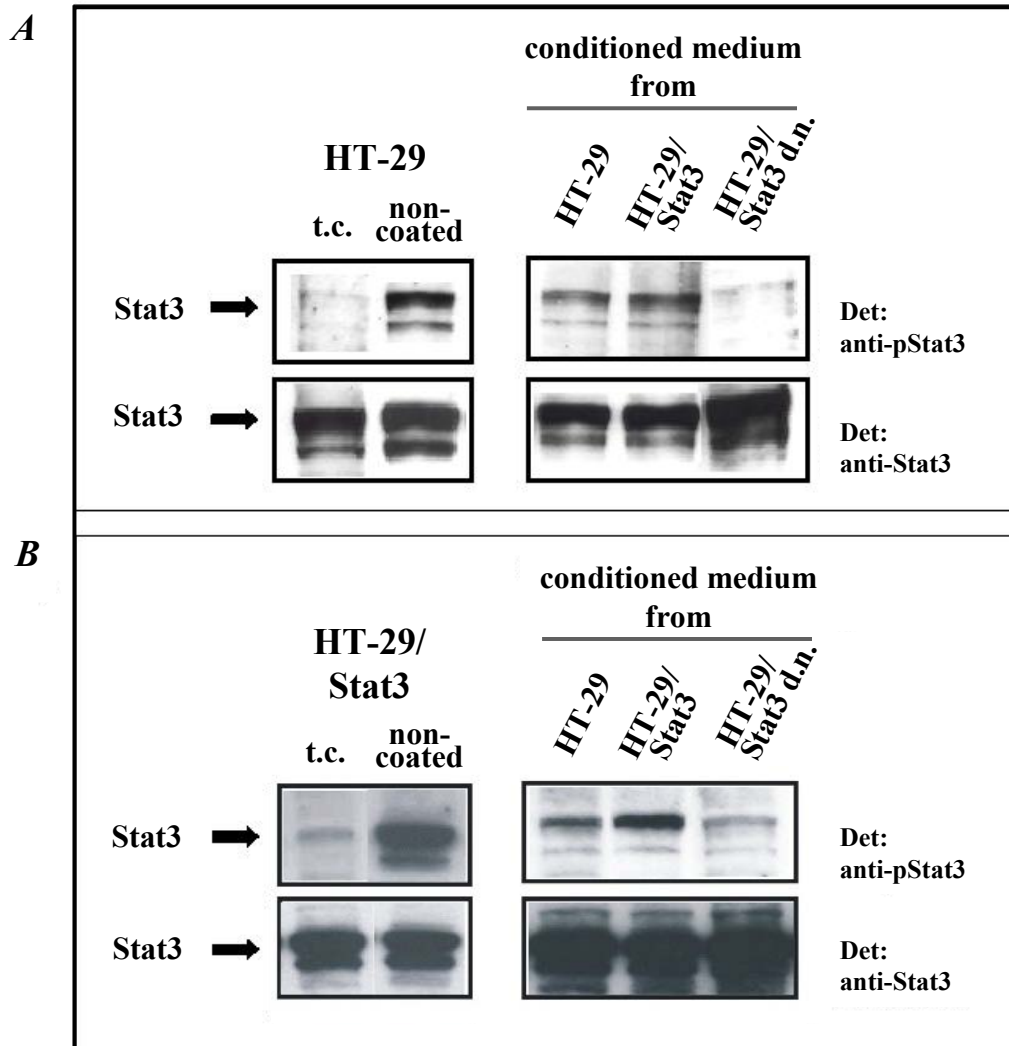 A
conditioned medium
from
HT-29
HT-29
HT-29/
Stat3
HT-29/
Stat3 d.n.
t.c.
non-
coated
Stat3
Det:
anti-pStat3
Stat3
Det:
anti-Stat3
B
conditioned medium
from
HT-29/
Stat3
HT-29
HT-29/
Stat3
HT-29/
Stat3 d.n.
t.c.
non-
coated
Stat3
Det:
anti-pStat3
Stat3
Det:
anti-Stat3